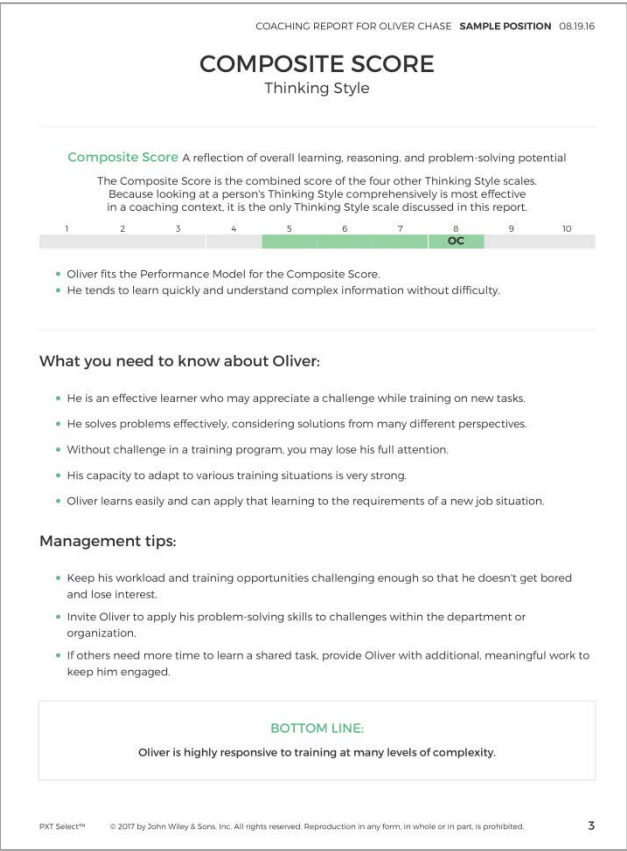 COACHING REPORT FOR OLIVER CHASE SAMPLE POSITION 08.19.16
COMPOSITE SCORE
Thinking Style
Composite Score A reflection of overall learning, reasoning, and problem-solving potential
The Composite Score is the combined score of the four other Thinking Style scales.
Because looking at a person's Thinking Style comprehensively is most effective
in a coaching context, it is the only Thinking Style scale discussed in this report.
1 2 3 4 5 6 7 8 9 10
OC
• Oliver fits the Performance Model for the Composite Score.
• He tends to learn quickly and understand complex information without difficulty.
What you need to know about Oliver:
• He is an effective learner who may appreciate a challenge while training on new tasks.
• He solves problems effectively, considering solutions from many different perspectives.
• Without challenge in a training program, you may lose his full attention.
• His capacity to adapt to various training situations is very strong.
• Oliver learns easily and can apply that learning to the requirements of a new job situation.
Management tips:
• Keep his workload and training opportunities challenging enough so that he doesn't get bored
and lose interest.
• Invite Oliver to apply his problem-solving skills to challenges within the department or
organization.
• If others need more time to learn a shared task, provide Oliver with additional, meaningful work to
keep him engaged.
BOTTOM LINE:
Oliver is highly responsive to training at many levels of complexity.
PXT Select™ © 2017 by John Wiley & Sons, Inc. All rights reserved. Reproduction in any form, in whole or in part, is prohibited. 3